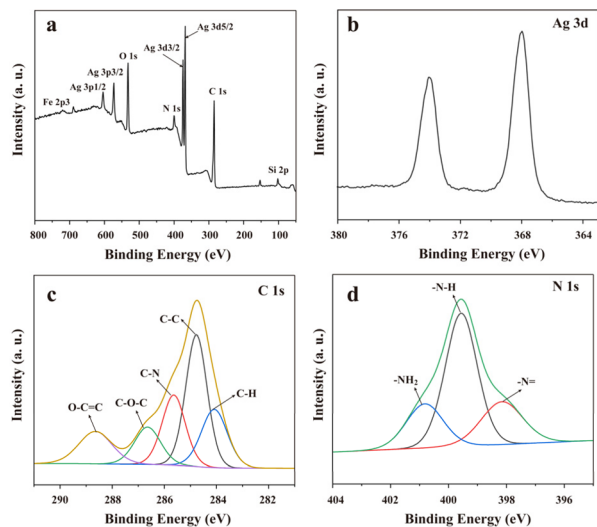 a
Ag 3d5/2
Ag 3d3/2
O 1s
Ag 3p3/2
Ag 3p1/2
Fe 2p3
N 1s
C 1s
Si 2p
Intensity (a. u.)
800 700 600 500 400 300 200 100
Binding Energy (eV)
b
Ag 3d
Intensity (a. u.)
380 376 372 368 364
Binding Energy (eV)
c
C 1s
C-C
C-N
C-H
C-O-C
O-C=C
Intensity (a. u.)
290 288 286 284 282
Binding Energy (eV)
d
N 1s
-N-H
-NH2
-N=
Intensity (a. u.)
404 402 400 398 396
Binding Energy (eV)